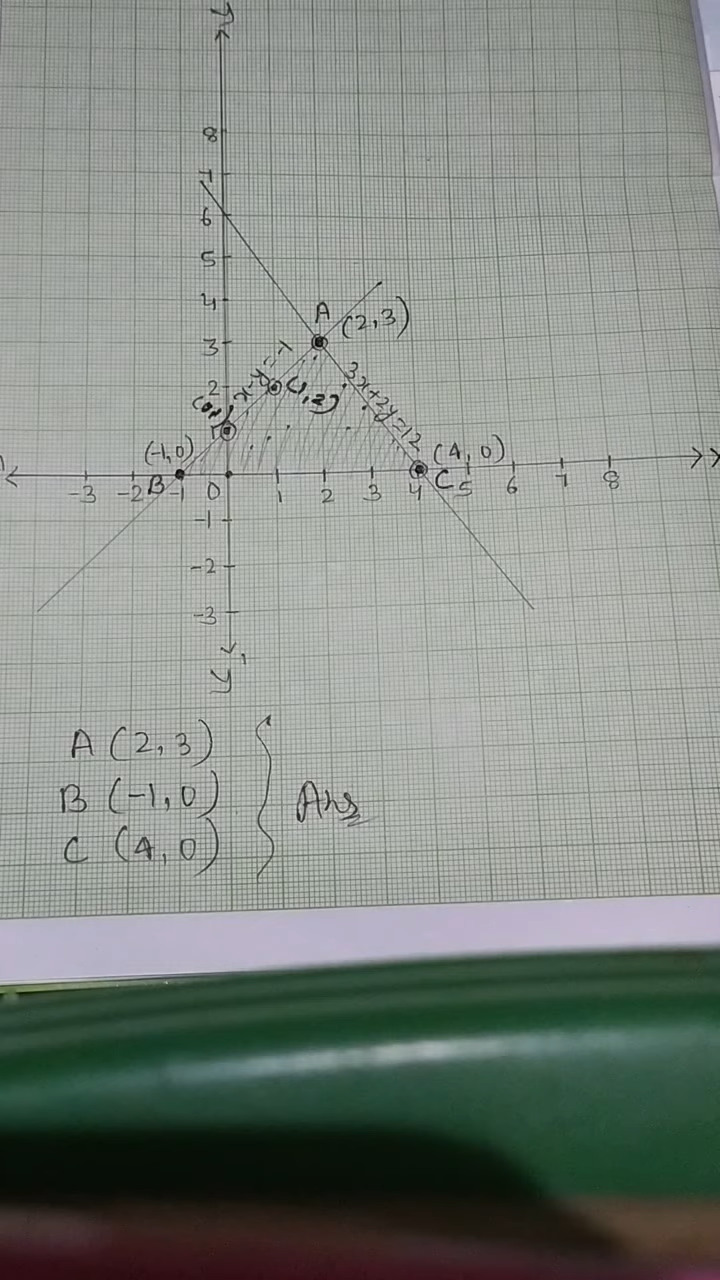 y
8
7
6
5
4
A
(2,3)
3
x-y=-1
3x+2y=12
2
(1,2)
(0,1)
1
(-1,0)
(4,0)
-3 -2 B -1 0 1 2 3 4 C 5 6 7 8
-1
-2
-3
y'
A (2,3)
B (-1,0)
C (4,0)
Ans